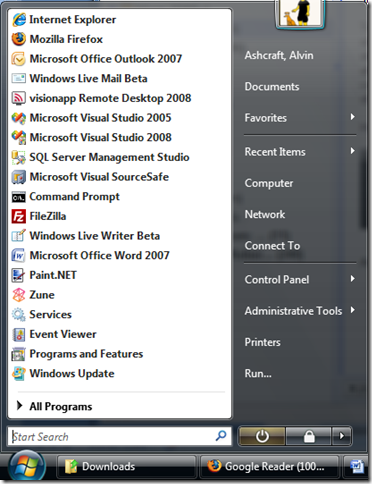 Internet Explorer
Mozilla Firefox
Microsoft Office Outlook 2007
Windows Live Mail Beta
visionapp Remote Desktop 2008
Microsoft Visual Studio 2005
Microsoft Visual Studio 2008
SQL Server Management Studio
Microsoft Visual SourceSafe
Command Prompt
FileZilla
Windows Live Writer Beta
Microsoft Office Word 2007
Paint.NET
Zune
Services
Event Viewer
Programs and Features
Windows Update
All Programs
Start Search
Ashcraft, Alvin
Documents
Favorites
Recent Items
Computer
Network
Connect To
Control Panel
Administrative Tools
Printers
Run...
Downloads
Google Reader (100...